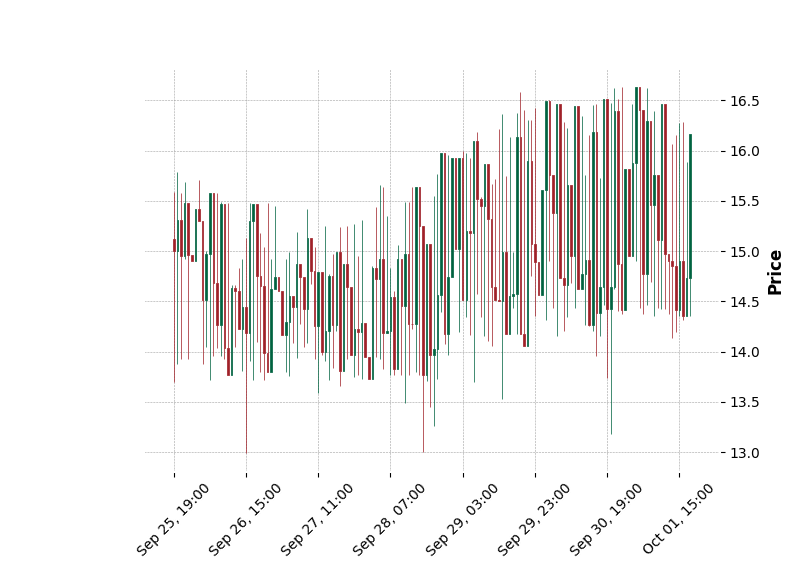 16.5
16.0
15.5
15.0
14.5
14.0
13.5
13.0
Price
Sep 25, 19:00
Sep 26, 15:00
Sep 27, 11:00
Sep 28, 07:00
Sep 29, 03:00
Sep 29, 23:00
Sep 30, 19:00
Oct 01, 15:00